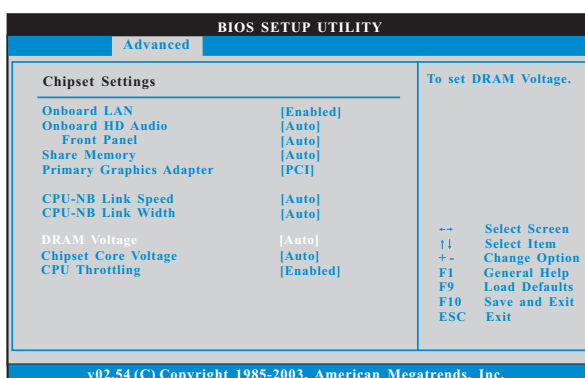 BIOS SETUP UTILITY
Advanced
Chipset Settings
Onboard LAN [Enabled]
Onboard HD Audio [Auto]
Front Panel [Auto]
Share Memory [Auto]
Primary Graphics Adapter [PCI]
CPU-NB Link Speed [Auto]
CPU-NB Link Width [Auto]
DRAM Voltage [Auto]
Chipset Core Voltage [Auto]
CPU Throttling [Enabled]
To set DRAM Voltage.
←→ Select Screen
↑↓ Select Item
+ - Change Option
F1 General Help
F9 Load Defaults
F10 Save and Exit
ESC Exit
v02.54 (C) Copyright 1985-2003, American Megatrends, Inc.